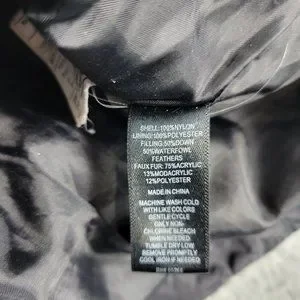 SHELL:100%NYLON
LINING:100%POLYESTER
FILLING:50%DOWN
50%WATERFOWL
FEATHERS
FAUX FUR: 75%ACRYLIC
13%MODACRYLIC
12%POLYESTER
MADE IN CHINA
MACHINE WASH COLD
WITH LIKE COLORS
GENTLE CYCLE
ONLY NON-
CHLORINE BLEACH
WHEN NEEDED
TUMBLE DRY LOW
REMOVE PROMPTLY
COOL IRON IF NEEDED